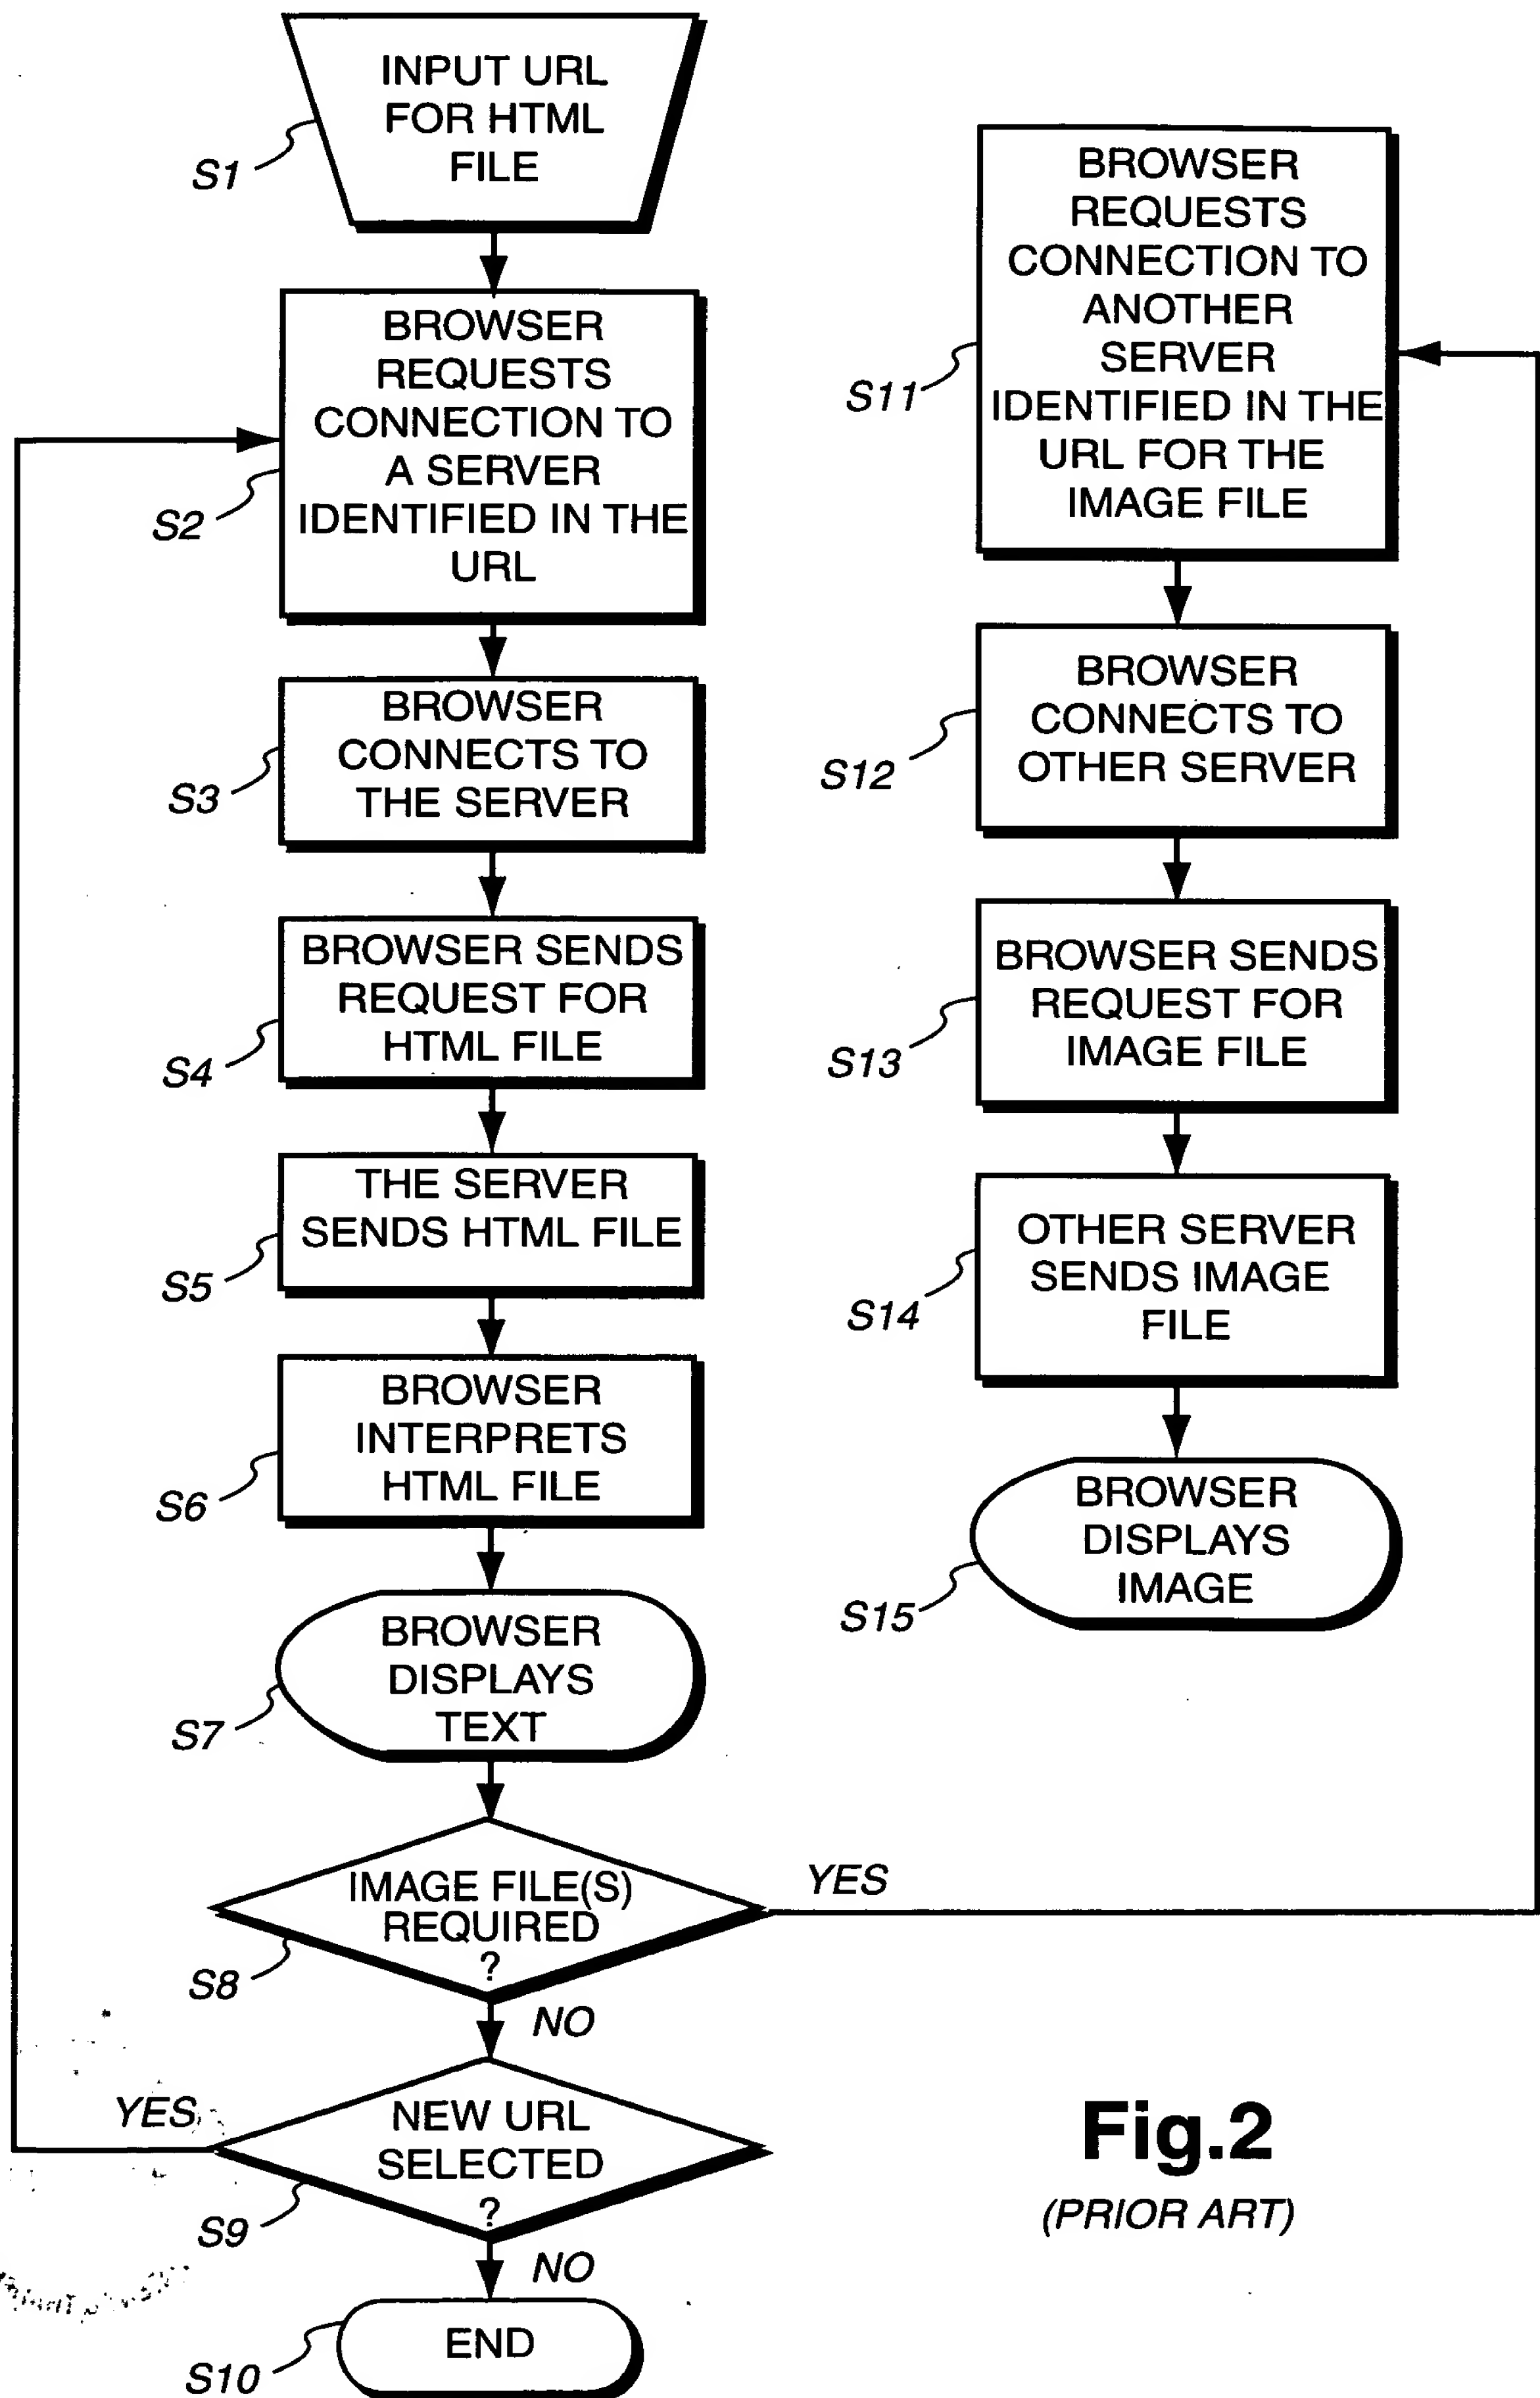 INPUT URL
FOR HTML
FILE
S1
BROWSER
REQUESTS
CONNECTION TO
A SERVER
IDENTIFIED IN THE
URL
S2
BROWSER
CONNECTS TO
THE SERVER
S3
BROWSER SENDS
REQUEST FOR
HTML FILE
S4
THE SERVER
SENDS HTML FILE
S5
BROWSER
INTERPRETS
HTML FILE
S6
BROWSER
DISPLAYS
TEXT
S7
IMAGE FILE(S)
REQUIRED
?
S8
YES
NO
NEW URL
SELECTED
?
S9
YES
NO
END
S10
BROWSER
REQUESTS
CONNECTION TO
ANOTHER
SERVER
IDENTIFIED IN THE
URL FOR THE
IMAGE FILE
S11
BROWSER
CONNECTS TO
OTHER SERVER
S12
BROWSER SENDS
REQUEST FOR
IMAGE FILE
S13
OTHER SERVER
SENDS IMAGE
FILE
S14
BROWSER
DISPLAYS
IMAGE
S15
Fig.2
(PRIOR ART)